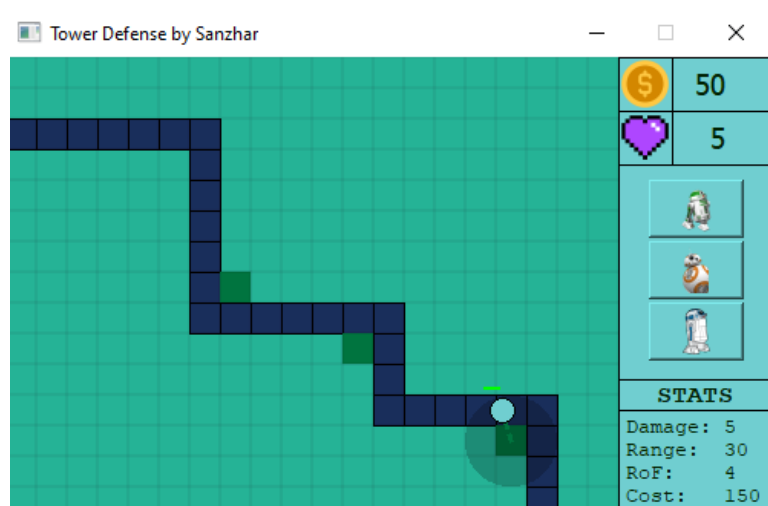 Tower Defense by Sanzhar
$ 50
5
STATS
Damage: 5
Range: 30
RoF: 4
Cost: 150